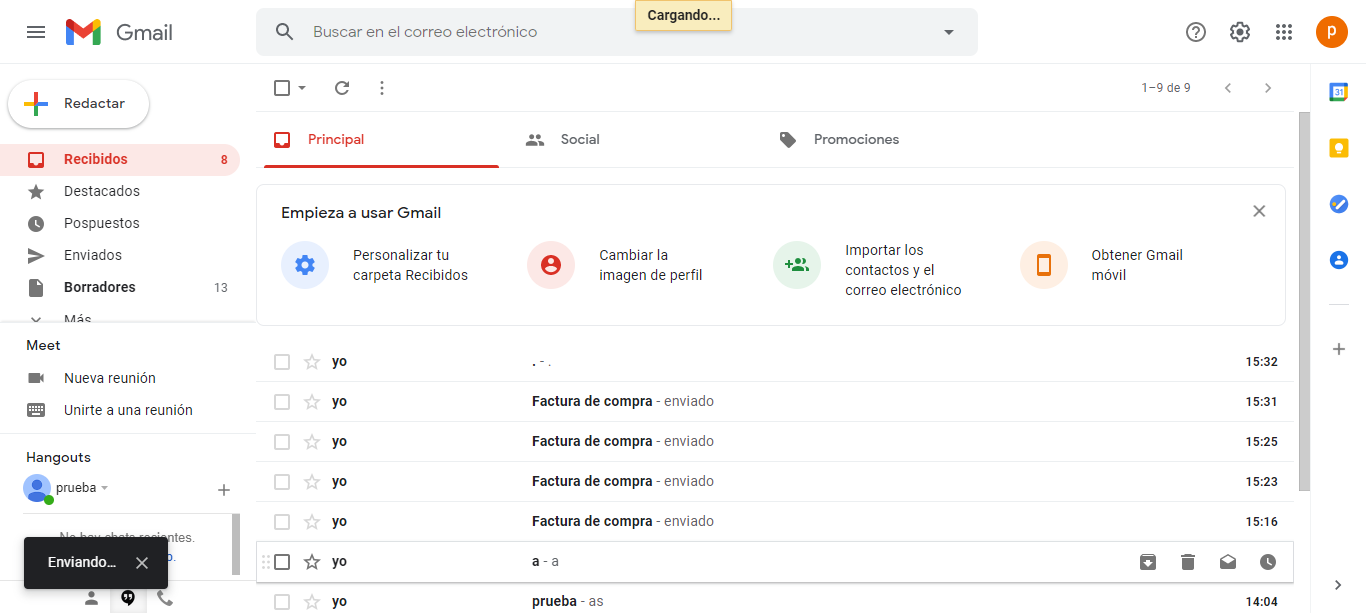 Cargando...
Gmail
Buscar en el correo electrónico
P
Redactar
1–9 de 9
31
Principal
Social
Promociones
Recibidos 8
Destacados
Pospuestos
Enviados
Borradores 13
Más
Empieza a usar Gmail
Personalizar tu
carpeta Recibidos
Cambiar la
imagen de perfil
Importar los
contactos y el
correo electrónico
Obtener Gmail
móvil
Meet
Nueva reunión
Unirte a una reunión
Hangouts
prueba
No hay chats recientes.
Enviando...
yo . - . 15:32
yo Factura de compra - enviado 15:31
yo Factura de compra - enviado 15:25
yo Factura de compra - enviado 15:23
yo Factura de compra - enviado 15:16
yo a - a
yo prueba - as 14:04